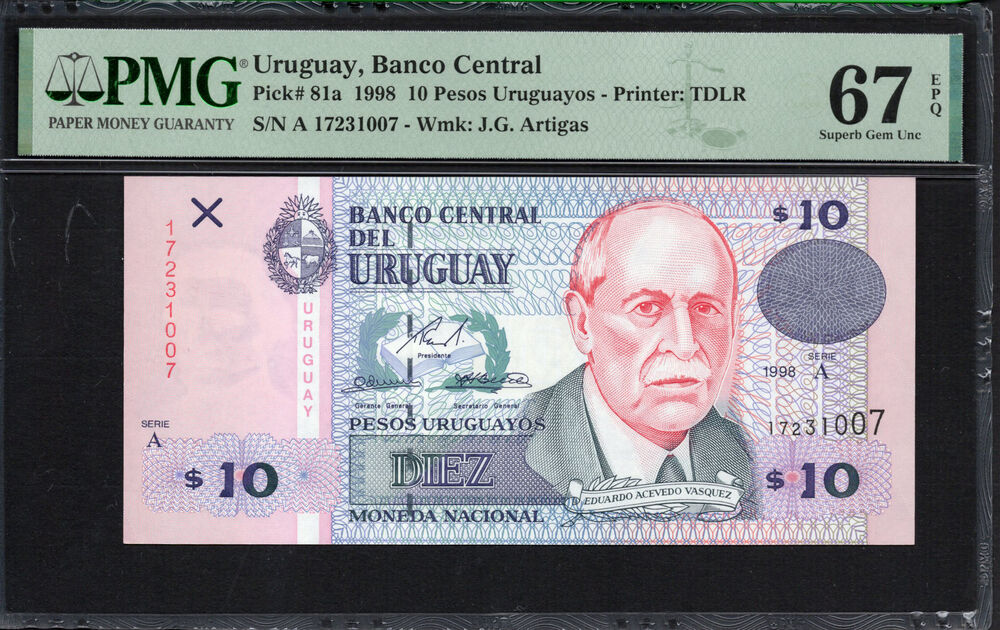 PMG®
PAPER MONEY GUARANTY
Uruguay, Banco Central
Pick# 81a 1998 10 Pesos Uruguayos - Printer: TDLR
S/N A 17231007 - Wmk: J.G. Artigas
67 EPQ
Superb Gem Unc
17231007
SERIE
A
$10
URUGUAY
BANCO CENTRAL
DEL
URUGUAY
Presidente
Gerente General
Secretario General
PESOS URUGUAYOS
DIEZ
MONEDA NACIONAL
Dr EDUARDO ACEVEDO VASQUEZ
$10
SERIE
1998 A
17231007
$10